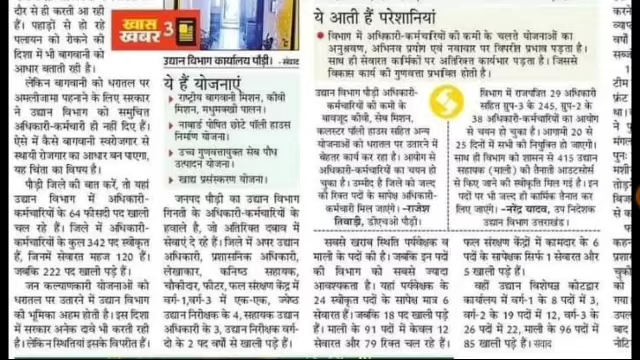 दौर से ही करती आ रही
हैं। पहाड़ों से हो रहे
पलायन को रोकने की
दिशा में भी बागवानी को
आधार बताती रही है।
लेकिन बागवानी को धरातल पर
अमलीजामा पहनाने के लिए सरकार
ने उद्यान विभाग को समुचित
अधिकारी-कर्मचारी ही नहीं दिए हैं।
ऐसे में कैसे बागवानी स्वरोजगार से
स्थायी रोजगार का आधार बन पाएगा,
यह चिंता का विषय है।
पौड़ी जिले की बात करें, तो यहां
उद्यान विभाग में अधिकारी-
कर्मचारियों के 64 फीसदी पद खाली
चल रहे हैं। जिले में अधिकारी-
कर्मचारियों के कुल 342 पद स्वीकृत
हैं, जिनमें सेवारत महज 120 हैं।
जबकि 222 पद खाली पड़े हैं।
जन कल्याणकारी योजनाओं को
धरातल पर उतारने में उद्यान विभाग
की भूमिका अहम होती है। इस दिशा
में सरकार अनेक दावे भी करती रही
है। लेकिन स्थितियां इसके विपरीत हैं।
खास
खबर 3
उद्यान विभाग कार्यालय पौड़ी। - संवाद
ये हैं योजनाएं
राष्ट्रीय बागवानी मिशन, कीवी
मिशन, मधुमक्खी पालन।
नाबार्ड पोषित छोटे पॉली हाउस
निर्माण योजना।
उच्च गुणवत्तायुक्त सेब पौध
उत्पादन योजना।
खाद्य प्रसंस्करण योजना।
जनपद पौड़ी का उद्यान विभाग
गिनती के अधिकारी-कर्मचारियों के
हवाले है, जो अतिरिक्त दबाव में
सेवाएं दे रहे हैं। जिले में अपर उद्यान
अधिकारी, प्रशासनिक अधिकारी,
लेखाकार, कनिष्ठ सहायक,
चौकीदार, फीटर, फल संरक्षण केंद्र में
वर्ग-1,वर्ग-3 में एक-एक, ज्येष्ठ
उद्यान निरीक्षक के 4, सहायक उद्यान
अधिकारी के 3, उद्यान निरीक्षक वर्ग-
दो के 2 पद वर्षों से खाली पड़े हैं।
ये आती हैं परेशानियां
विभाग में अधिकारी-कर्मचारियों की कमी के चलते योजनाओं का
अनुश्रवण, अभिनव प्रयोग एवं नवाचार पर विपरीत प्रभाव पड़ता है।
साथ ही सेवारत कार्मिकों पर अतिरिक्त कार्यभार पड़ता है। जिससे
विकास कार्य की गुणवत्ता प्रभावित होती है।
उद्यान विभाग में अधिकारी-
कर्मचारियों की कमी के
बावजूद कीवी, सेब मिशन,
कलस्टर पॉली हाउस सहित अन्य
योजनाओं को धरातल पर उतारने में
बेहतर कार्य कर रहा है। आयोग से
अधिकारी कर्मचारियों का चयन हो
चुका है। उम्मीद है जिले को जल्द
की रिक्त पदों के सापेक्ष अधिकारी
कर्मचारी मिल जाएंगे। -राजेश
तिवाड़ी, डीएचओ पौड़ी।
विभाग में राजपत्रित 29 अधिकारी
सहित ग्रुप-3 के 245, ग्रुप-2 के
38 अधिकारी-कर्मचारियों का आयोग
से चयन हो चुका है। आगामी 20 से
25 दिनों में सभी की नियुक्ति हो जाएगी।
साथ ही विभाग को शासन से 415 उद्यान
सहायक (माली) की तैनाती आउटसोर्स
से किए जाने की स्वीकृति मिल गई है। इन
पदों पर भी जल्द ही कार्मिक तैनात कर
लिए जाएंगे। -नरेंद्र यादव, उप निदेशक
उद्यान विभाग उत्तराखंड।
सबसे खराब स्थिति पर्यवेक्षक व
माली के पदों की है। जबकि इन पदों
की विभाग को सबसे ज्यादा
आवश्यकता है। यहां पर्यवेक्षक के
24 स्वीकृत पदों के सापेक्ष मात्र 6
सेवारत हैं। जबकि 18 पद खाली पड़े
हैं। माली के 91 पदों में केवल 12
सेवारत और 79 रिक्त चल रहे हैं।
फल संरक्षण केंद्रों में कामदार के 6
पदों के सापेक्ष सिर्फ 1 सेवारत और
5 खाली पड़े हैं।
वहीं उद्यान विशेषज्ञ कोटद्वार
कार्यालय में वर्ग-1 के 8 पदों में 3,
वर्ग-2 के 19 पदों में 12, वर्ग-3 के
26 पदों में 22, माली के 96 पदों में
85 खाली पड़े हैं। संवाद